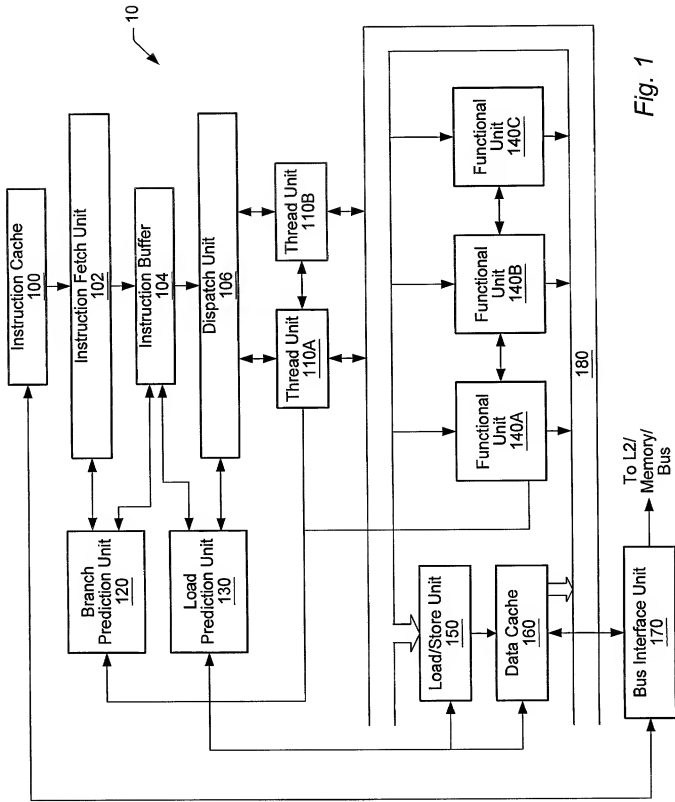 10
Instruction Cache
100
Instruction Fetch Unit
102
Branch
Prediction Unit
120
Instruction Buffer
104
Load
Prediction Unit
130
Dispatch Unit
106
Thread Unit
110A
Thread Unit
110B
Load/Store Unit
150
Data Cache
160
Functional
Unit
140A
Functional
Unit
140B
Functional
Unit
140C
180
Bus Interface Unit
170
To L2/
Memory/
Bus
Fig. 1